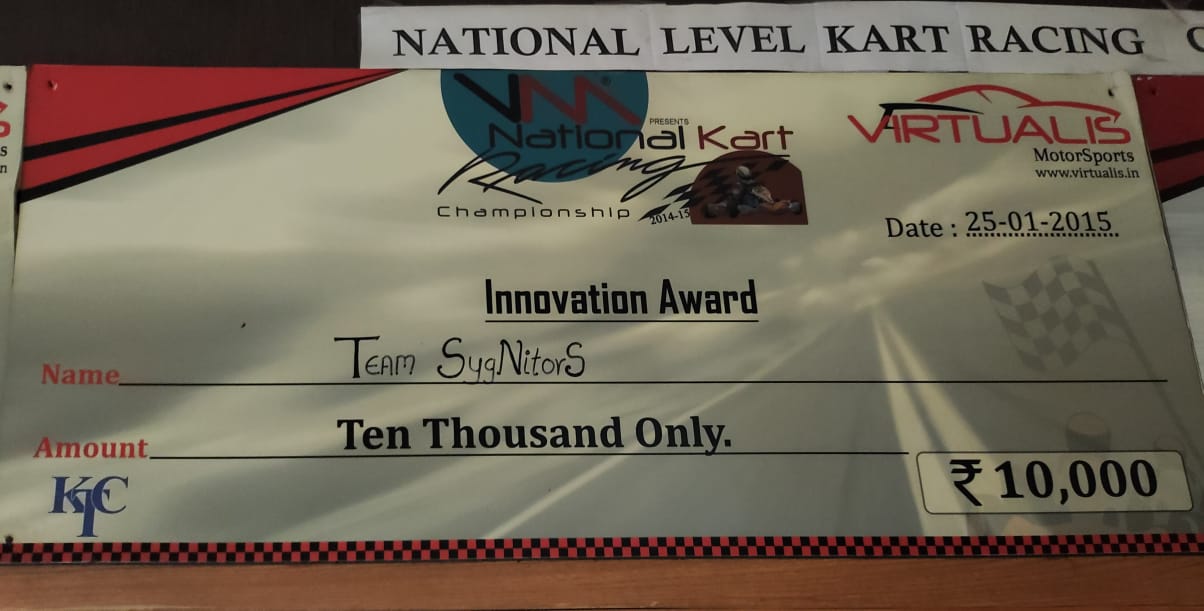 NATIONAL LEVEL KART RACING
VM
PRESENTS
National Kart
Racing
Championship 2014-15
VIRTUALIS
MotorSports
www.virtualis.in
Date : 25-01-2015
Innovation Award
Name TEAM SygNitorS
Amount Ten Thousand Only.
₹ 10,000
KTC